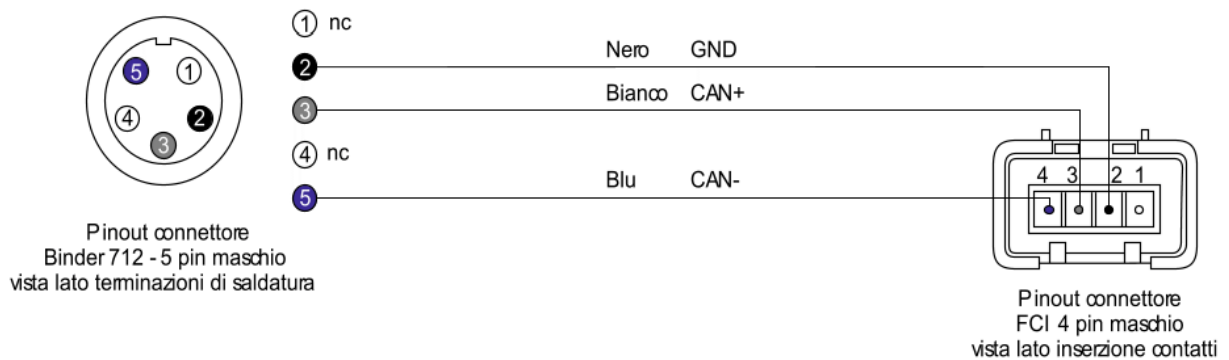 5 1
4 2
3
1 nc
2 Nero GND
3 Bianco CAN+
4 nc
5 Blu CAN-
4 3 2 1
Pinout connettore
Binder 712 - 5 pin maschio
vista lato terminazioni di saldatura
Pinout connettore
FCI 4 pin maschio
vista lato inserzione contatti